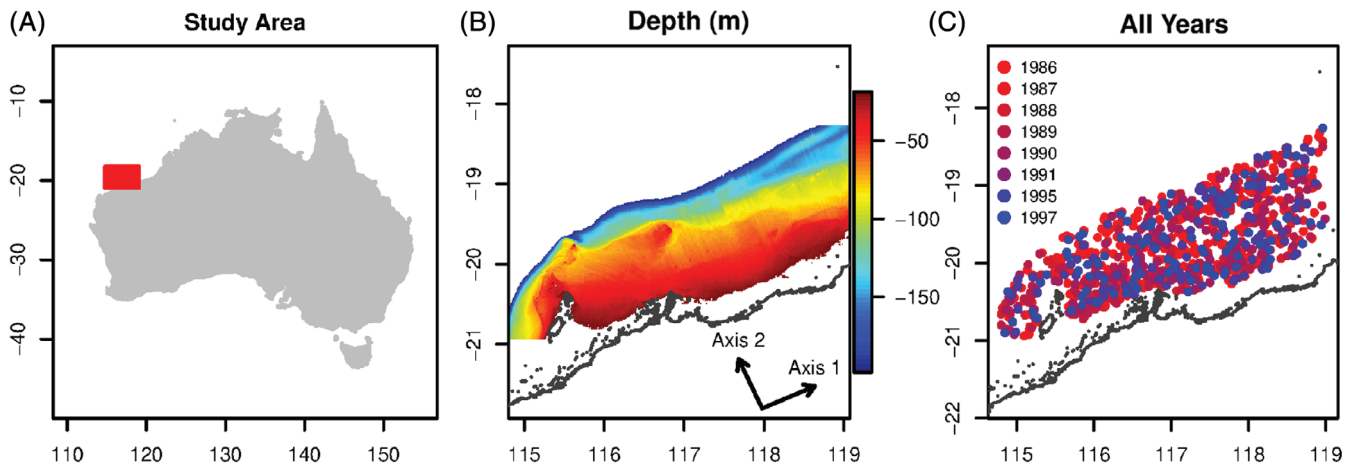 (A)
Study Area
-10
-20
-30
-40
110 120 130 140 150
(B)
Depth (m)
-18
-19
-20
-21
115 116 117 118 119
-50
-100
-150
Axis 2
Axis 1
(C)
All Years
1986
1987
1988
1989
1990
1991
1995
1997
-18
-19
-20
-21
-22
115 116 117 118 119